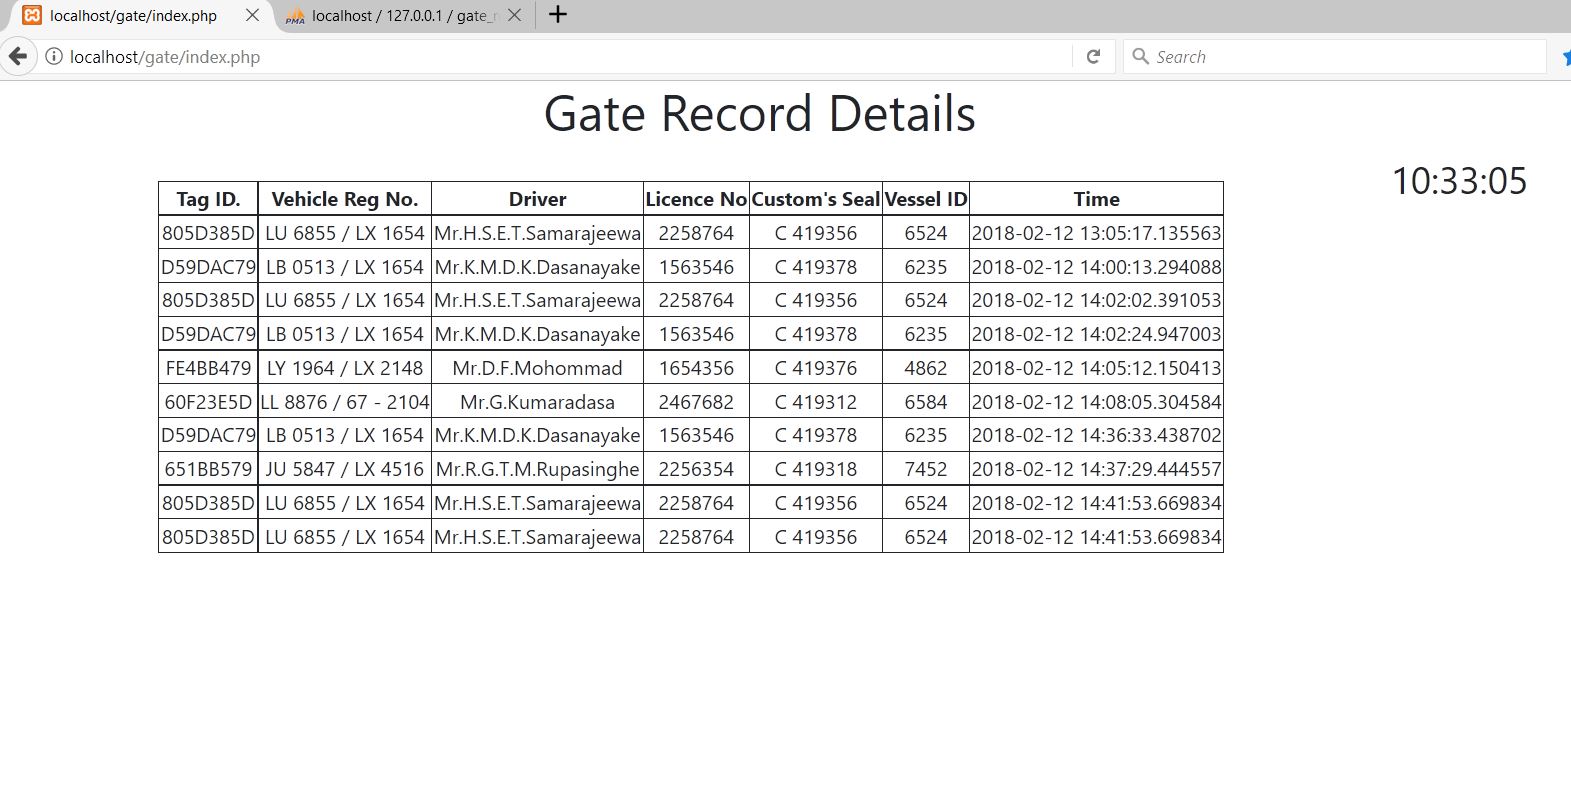 localhost/gate/index.php
localhost / 127.0.0.1 / gate_r
localhost/gate/index.php
Search
Gate Record Details
10:33:05
Tag ID. Vehicle Reg No. Driver Licence No Custom's Seal Vessel ID Time
805D385D LU 6855 / LX 1654 Mr.H.S.E.T.Samarajeewa 2258764 C 419356 6524 2018-02-12 13:05:17.135563
D59DAC79 LB 0513 / LX 1654 Mr.K.M.D.K.Dasanayake 1563546 C 419378 6235 2018-02-12 14:00:13.294088
805D385D LU 6855 / LX 1654 Mr.H.S.E.T.Samarajeewa 2258764 C 419356 6524 2018-02-12 14:02:02.391053
D59DAC79 LB 0513 / LX 1654 Mr.K.M.D.K.Dasanayake 1563546 C 419378 6235 2018-02-12 14:02:24.947003
FE4BB479 LY 1964 / LX 2148 Mr.D.F.Mohommad 1654356 C 419376 4862 2018-02-12 14:05:12.150413
60F23E5D LL 8876 / 67 - 2104 Mr.G.Kumaradasa 2467682 C 419312 6584 2018-02-12 14:08:05.304584
D59DAC79 LB 0513 / LX 1654 Mr.K.M.D.K.Dasanayake 1563546 C 419378 6235 2018-02-12 14:36:33.438702
651BB579 JU 5847 / LX 4516 Mr.R.G.T.M.Rupasinghe 2256354 C 419318 7452 2018-02-12 14:37:29.444557
805D385D LU 6855 / LX 1654 Mr.H.S.E.T.Samarajeewa 2258764 C 419356 6524 2018-02-12 14:41:53.669834
805D385D LU 6855 / LX 1654 Mr.H.S.E.T.Samarajeewa 2258764 C 419356 6524 2018-02-12 14:41:53.669834